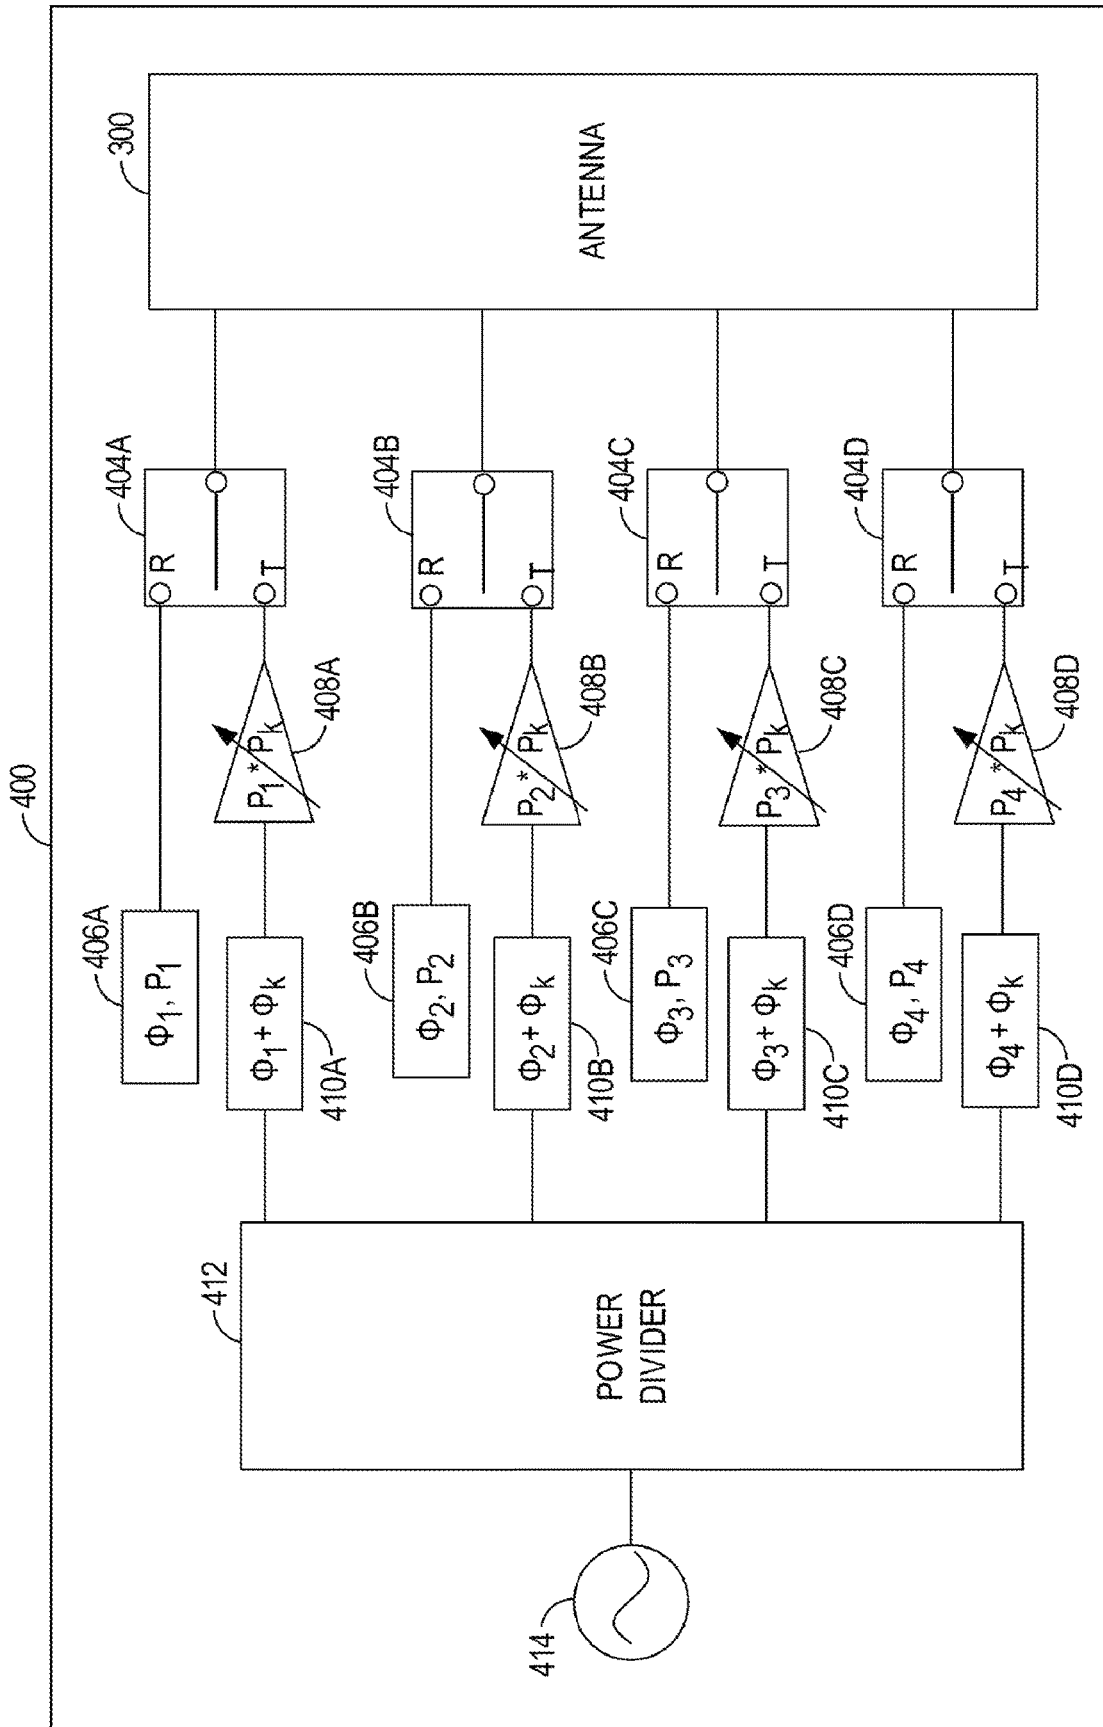 400
406A
Φ1, P1
404A
R
T
300
ANTENNA
Φ1 + Φk
410A
P1 * Pk
408A
412
POWER
DIVIDER
414
406B
Φ2, P2
404B
R
T
Φ2 + Φk
410B
P2 * Pk
408B
406C
Φ3, P3
404C
R
T
Φ3 + Φk
410C
P3 * Pk
408C
406D
Φ4, P4
404D
R
T
Φ4 + Φk
410D
P4 * Pk
408D